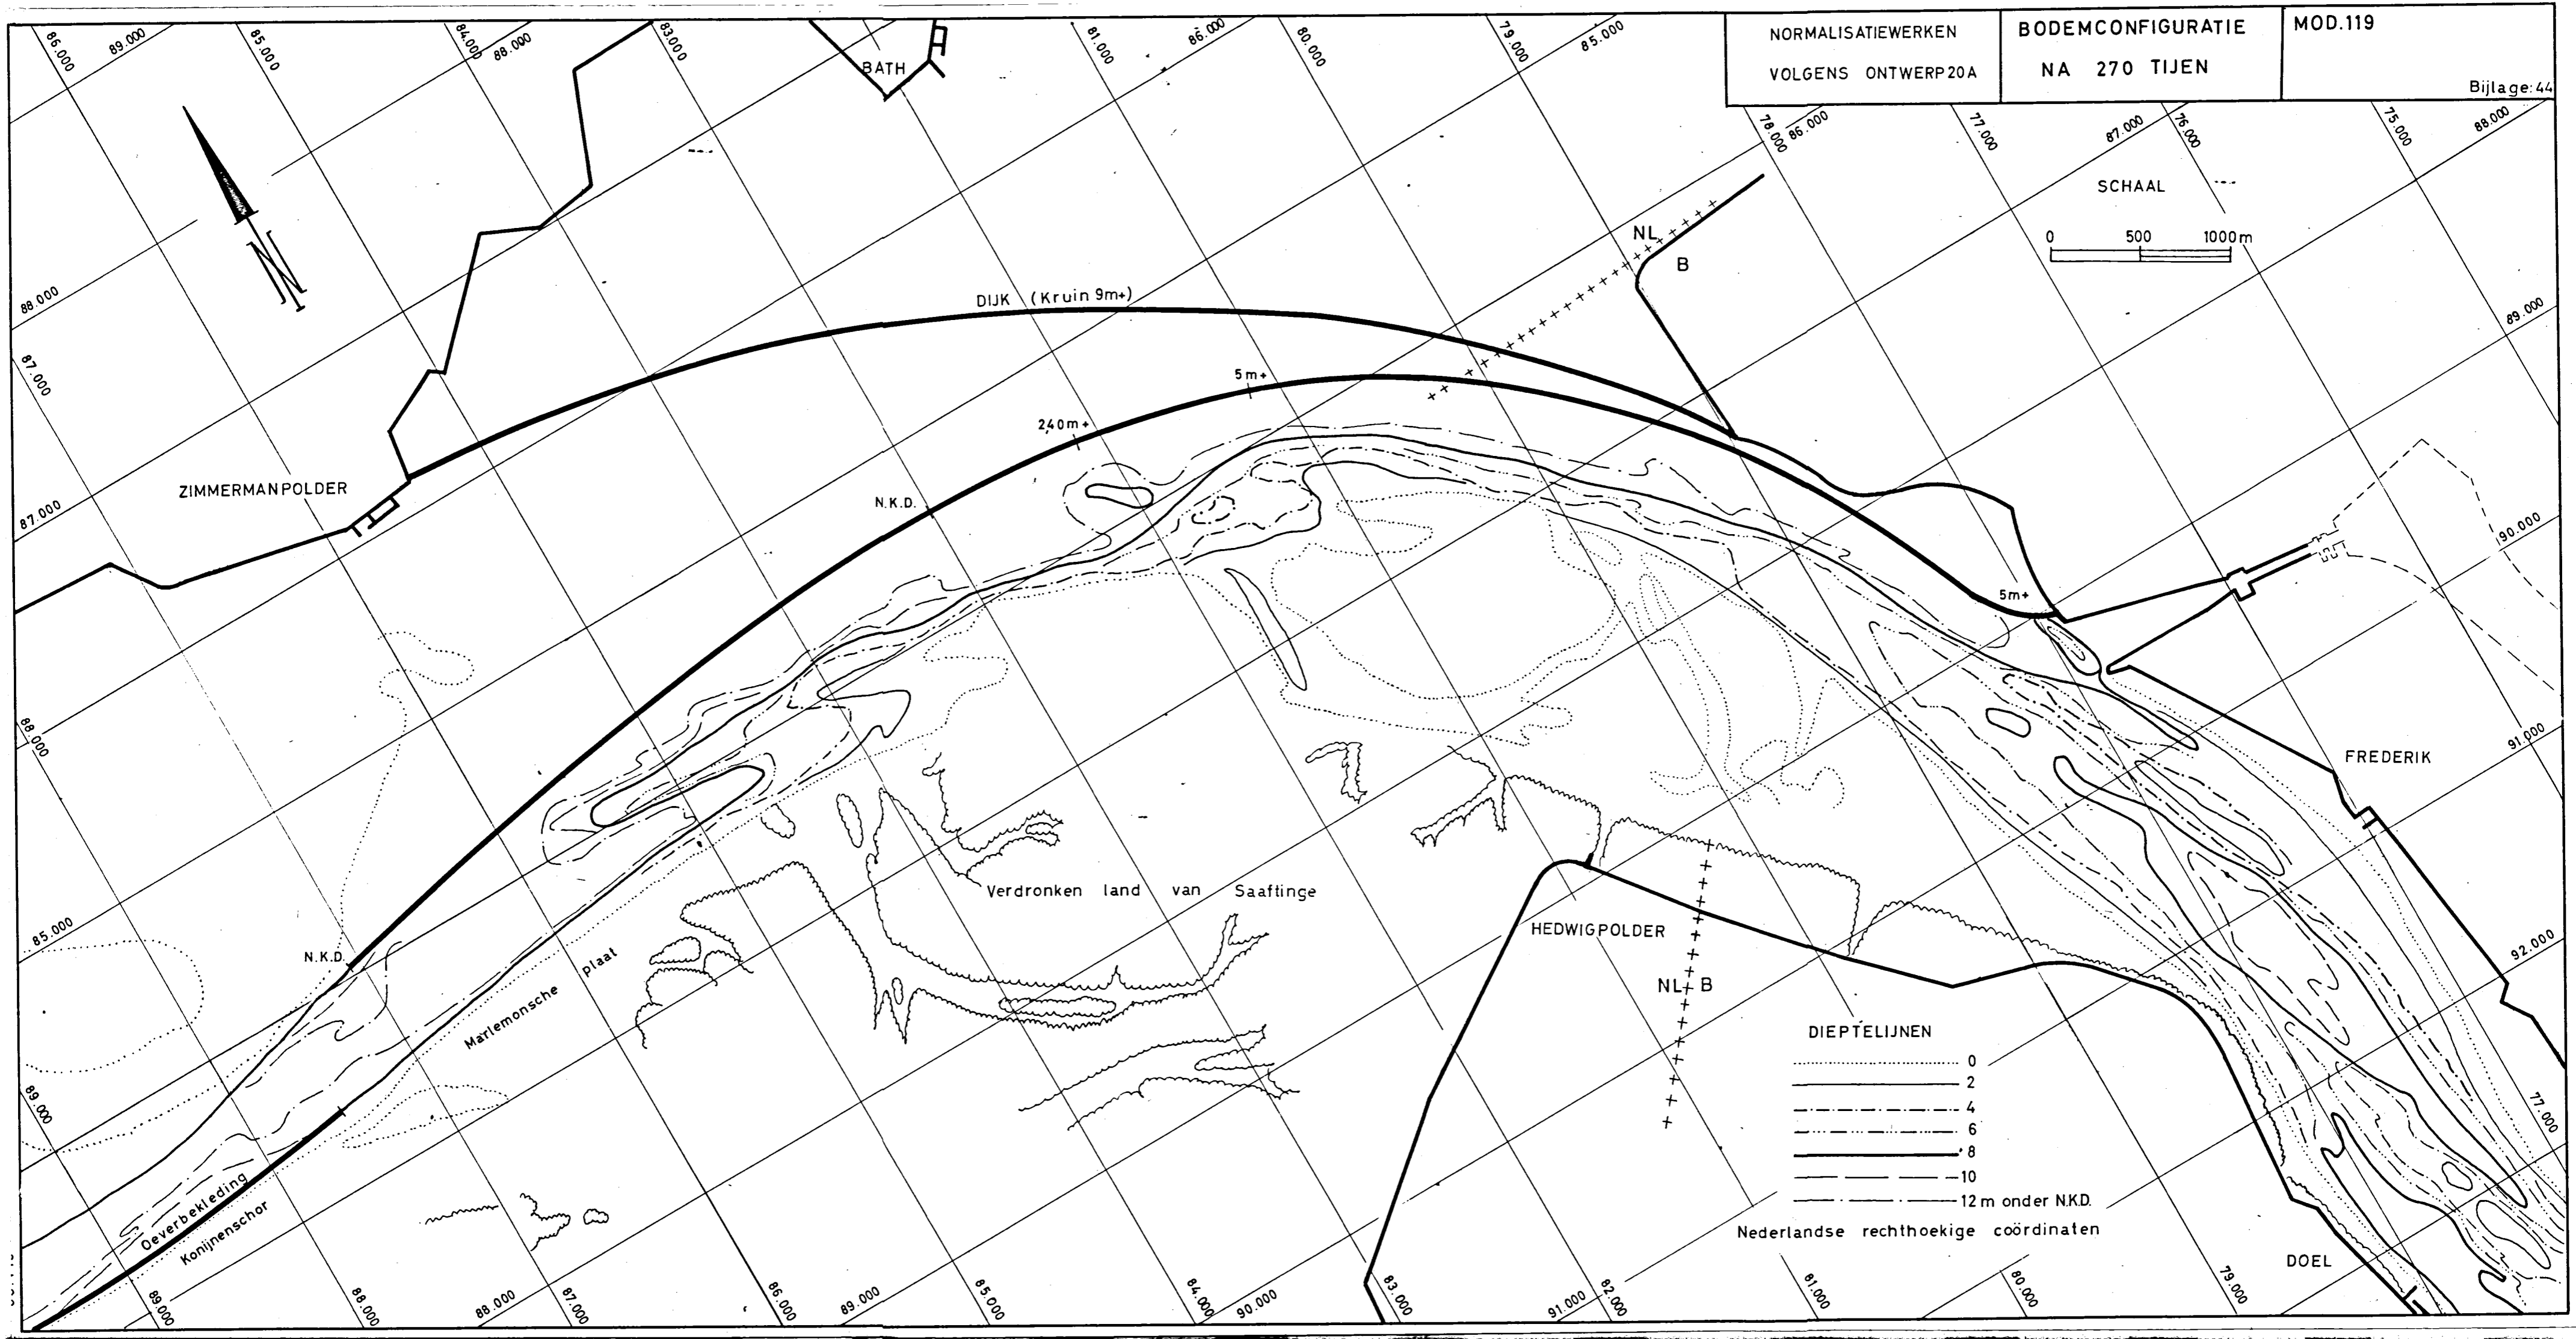 NORMALISATIEWERKEN
VOLGENS ONTWERP20A
BODEMCONFIGURATIE
NA 270 TIJEN
MOD.119
Bijlage:44
86.000
89.000
85.000
84.000
88.000
83.000
81.000
86.000
80.000
79.000
85.000
BATH
78.000
86.000
77.000
87.000
76.000
75.000
88.000
N
SCHAAL
0 500 1000m
NL
B
88.000
87.000
DIJK (Kruin 9m+)
89.000
5m+
2,40m+
ZIMMERMANPOLDER
N.K.D.
87.000
90.000
5m+
88.000
91.000
FREDERIK
Verdronken land van Saaftinge
85.000
92.000
HEDWIGPOLDER
N.K.D.
Marlemonsche plaat
NL B
DIEPTELIJNEN
0
2
4
6
8
10
12m onder N.K.D.
Nederlandse rechthoekige coördinaten
89.000
77.000
Oeverbekleding
Konijnenschor
DOEL
89.000
88.000
88.000
87.000
86.000
89.000
85.000
84.000
90.000
83.000
91.000
82.000
81.000
80.000
79.000